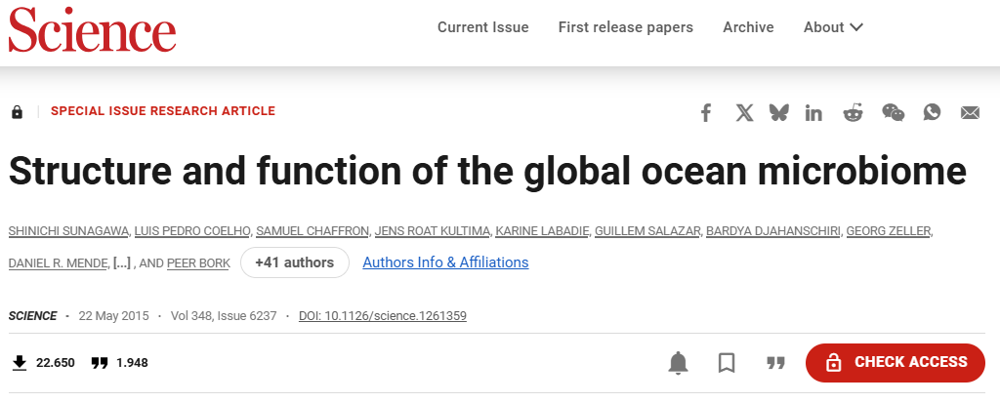 Science
Current Issue First release papers Archive About
SPECIAL ISSUE RESEARCH ARTICLE
Structure and function of the global ocean microbiome
SHINICHI SUNAGAWA, LUIS PEDRO COELHO, SAMUEL CHAFFRON, JENS ROAT KULTIMA, KARINE LABADIE, GUILLEM SALAZAR, BARDYA DJAHANSCHIRI, GEORG ZELLER,
DANIEL R. MENDE, [...] , AND PEER BORK +41 authors Authors Info & Affiliations
SCIENCE · 22 May 2015 · Vol 348, Issue 6237 · DOI: 10.1126/science.1261359
22.650 1.948 CHECK ACCESS